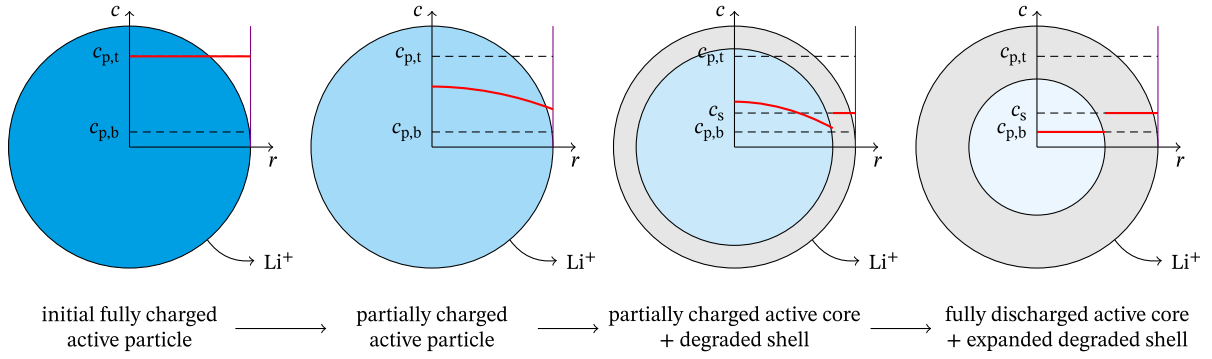 c
c_p,t
c_p,b
r
Li⁺
initial fully charged
active particle
c
c_p,t
c_p,b
r
Li⁺
partially charged
active particle
c
c_p,t
c_s
c_p,b
r
Li⁺
partially charged active core
+ degraded shell
c
c_p,t
c_s
c_p,b
r
Li⁺
fully discharged active core
+ expanded degraded shell